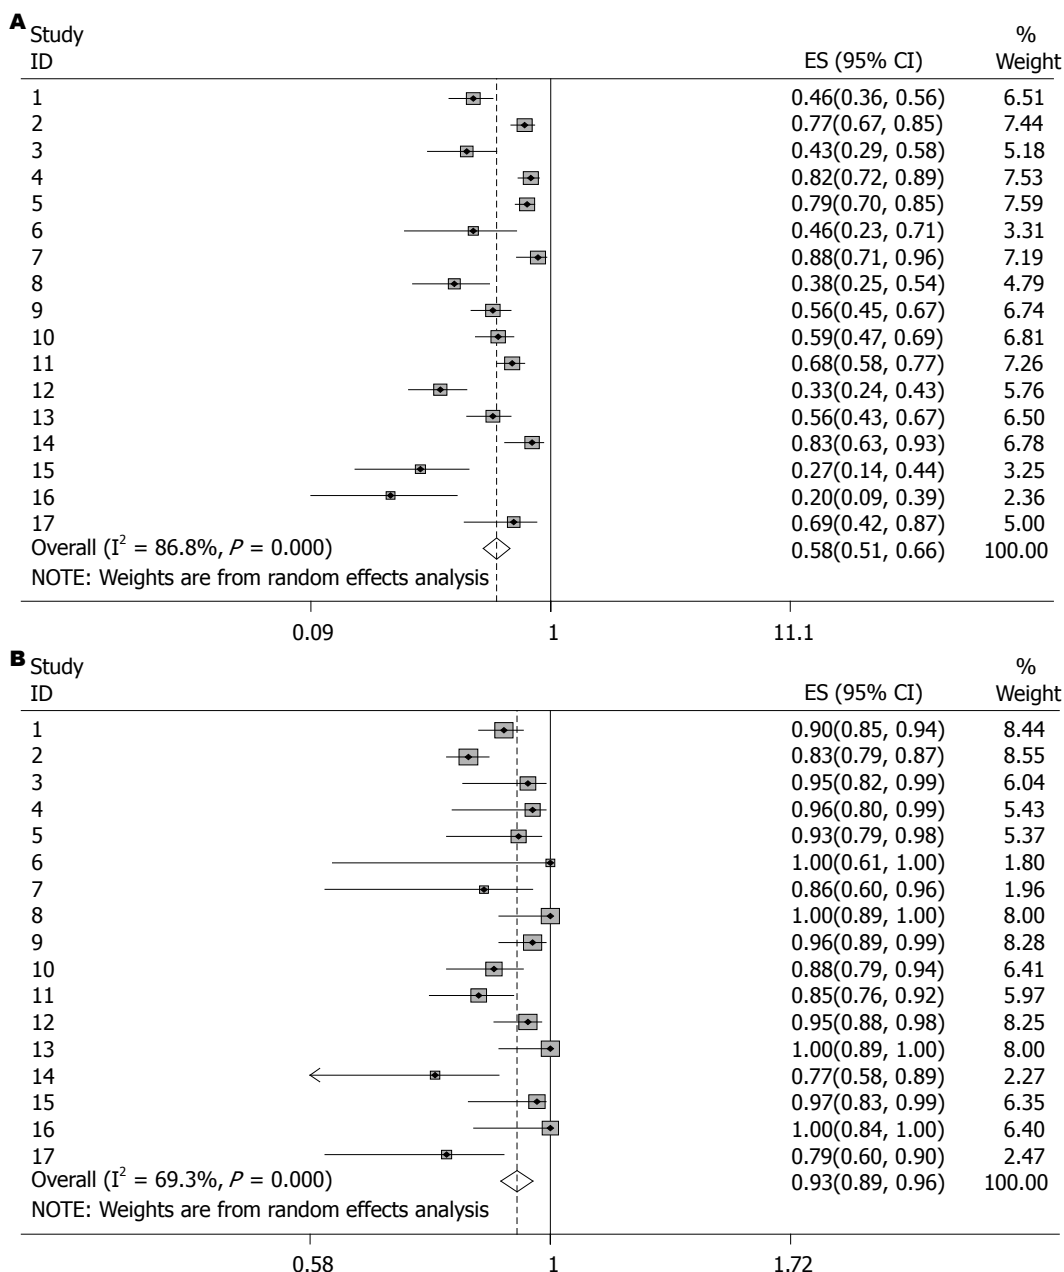 A Study %
ID ES (95% CI) Weight
1 0.46(0.36, 0.56) 6.51
2 0.77(0.67, 0.85) 7.44
3 0.43(0.29, 0.58) 5.18
4 0.82(0.72, 0.89) 7.53
5 0.79(0.70, 0.85) 7.59
6 0.46(0.23, 0.71) 3.31
7 0.88(0.71, 0.96) 7.19
8 0.38(0.25, 0.54) 4.79
9 0.56(0.45, 0.67) 6.74
10 0.59(0.47, 0.69) 6.81
11 0.68(0.58, 0.77) 7.26
12 0.33(0.24, 0.43) 5.76
13 0.56(0.43, 0.67) 6.50
14 0.83(0.63, 0.93) 6.78
15 0.27(0.14, 0.44) 3.25
16 0.20(0.09, 0.39) 2.36
17 0.69(0.42, 0.87) 5.00
Overall (I² = 86.8%, P = 0.000) 0.58(0.51, 0.66) 100.00
NOTE: Weights are from random effects analysis
0.09 1 11.1
B Study %
ID ES (95% CI) Weight
1 0.90(0.85, 0.94) 8.44
2 0.83(0.79, 0.87) 8.55
3 0.95(0.82, 0.99) 6.04
4 0.96(0.80, 0.99) 5.43
5 0.93(0.79, 0.98) 5.37
6 1.00(0.61, 1.00) 1.80
7 0.86(0.60, 0.96) 1.96
8 1.00(0.89, 1.00) 8.00
9 0.96(0.89, 0.99) 8.28
10 0.88(0.79, 0.94) 6.41
11 0.85(0.76, 0.92) 5.97
12 0.95(0.88, 0.98) 8.25
13 1.00(0.89, 1.00) 8.00
14 0.77(0.58, 0.89) 2.27
15 0.97(0.83, 0.99) 6.35
16 1.00(0.84, 1.00) 6.40
17 0.79(0.60, 0.90) 2.47
Overall (I² = 69.3%, P = 0.000) 0.93(0.89, 0.96) 100.00
NOTE: Weights are from random effects analysis
0.58 1 1.72